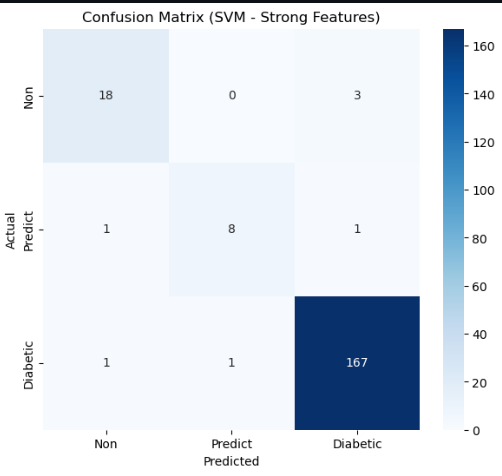 Confusion Matrix (SVM - Strong Features)
Non
18
0
3
Predict
1
8
1
Diabetic
1
1
167
Actual
Non
Predict
Diabetic
Predicted
160
140
120
100
80
60
40
20
0